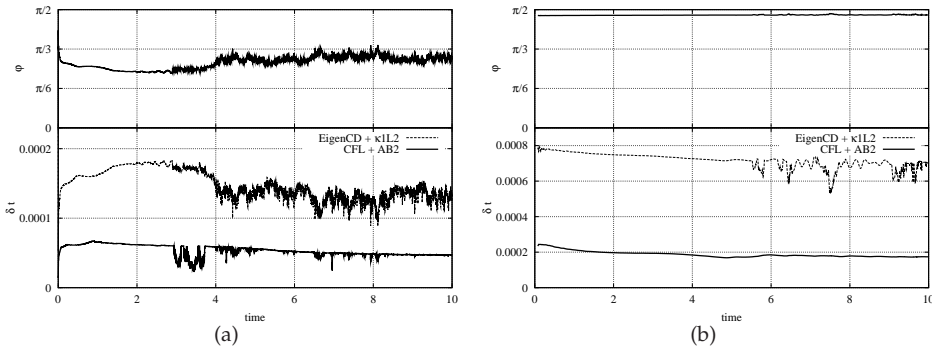 π/2
π/3
φ
π/6
0
EigenCD + κ1L2
CFL + AB2
0.0002
δ t
0.0001
0
0 2 4 6 8 10
time
(a)
π/2
π/3
φ
π/6
0
EigenCD + κ1L2
CFL + AB2
0.0008
0.0006
δ t
0.0004
0.0002
0
0 2 4 6 8 10
time
(b)